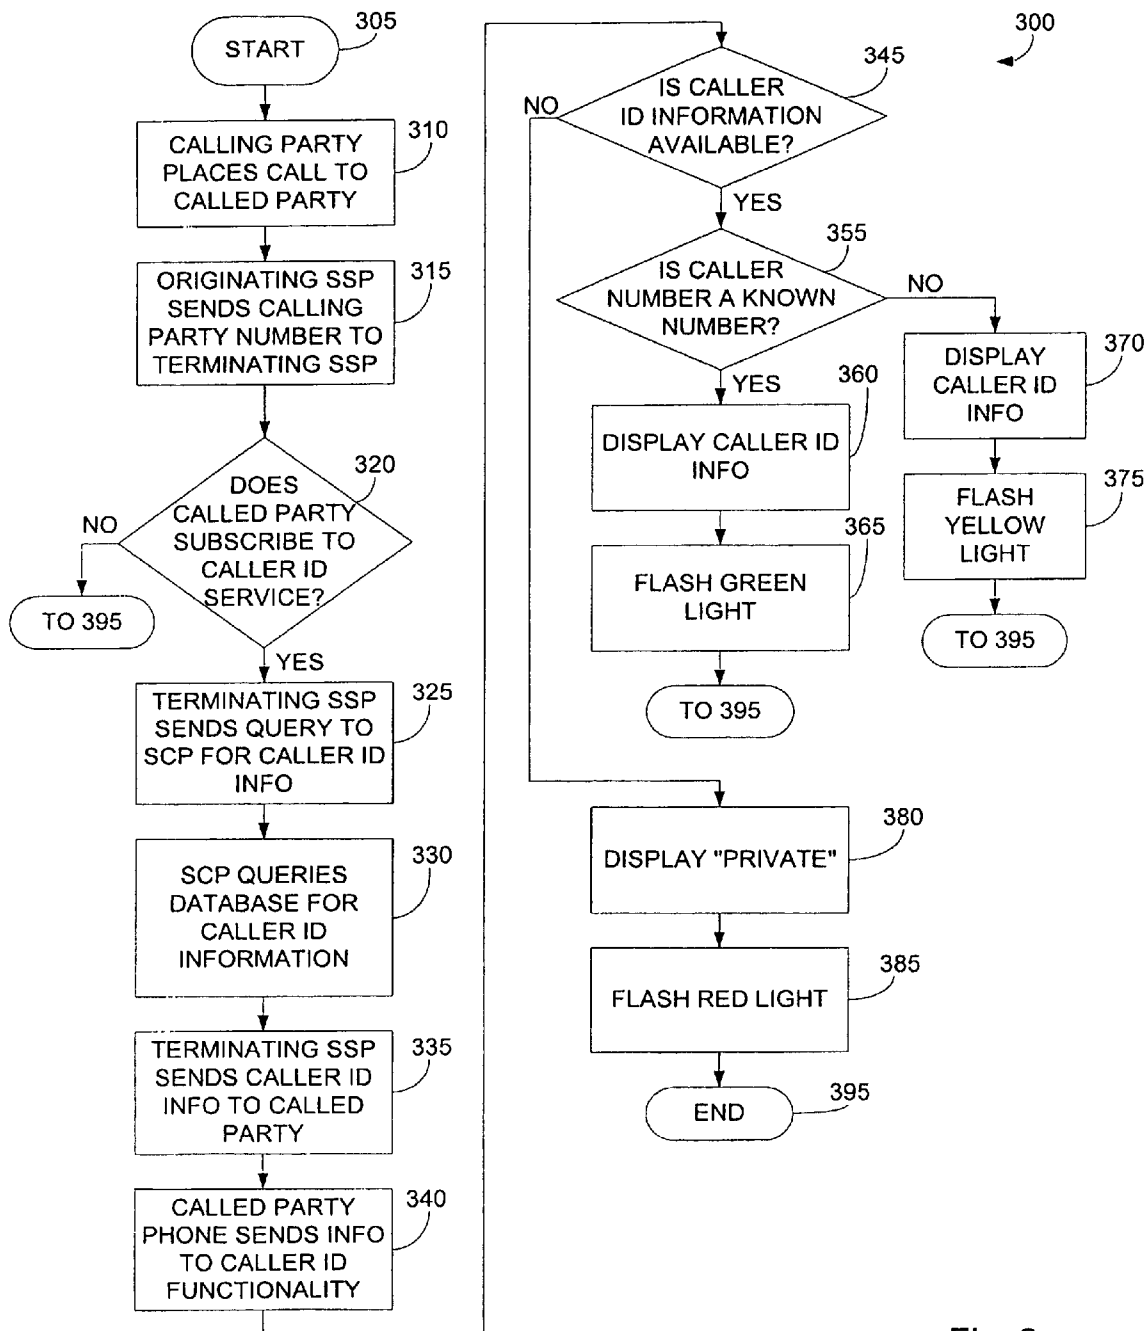 START
305
CALLING PARTY
PLACES CALL TO
CALLED PARTY
310
ORIGINATING SSP
SENDS CALLING
PARTY NUMBER TO
TERMINATING SSP
315
DOES
CALLED PARTY
SUBSCRIBE TO
CALLER ID
SERVICE?
320
NO
TO 395
YES
TERMINATING SSP
SENDS QUERY TO
SCP FOR CALLER ID
INFO
325
SCP QUERIES
DATABASE FOR
CALLER ID
INFORMATION
330
TERMINATING SSP
SENDS CALLER ID
INFO TO CALLED
PARTY
335
CALLED PARTY
PHONE SENDS INFO
TO CALLER ID
FUNCTIONALITY
340
300
IS CALLER
ID INFORMATION
AVAILABLE?
345
NO
YES
IS CALLER
NUMBER A KNOWN
NUMBER?
355
NO
YES
DISPLAY CALLER ID
INFO
360
FLASH GREEN
LIGHT
365
TO 395
DISPLAY
CALLER ID
INFO
370
FLASH
YELLOW
LIGHT
375
TO 395
DISPLAY "PRIVATE"
380
FLASH RED LIGHT
385
END
395